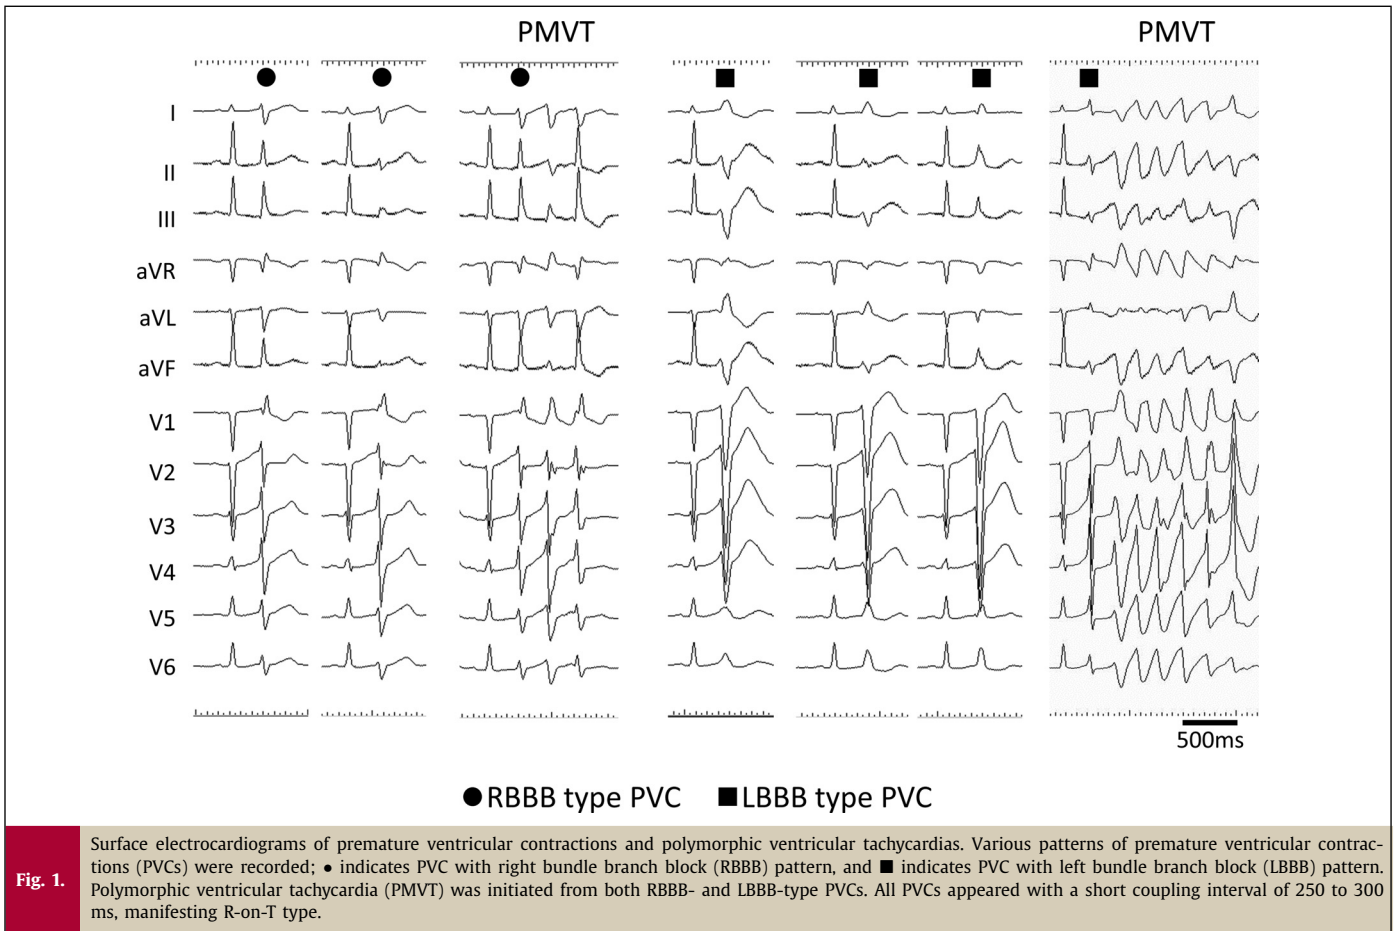 PMVT PMVT
I
II
III
aVR
aVL
aVF
V1
V2
V3
V4
V5
V6
500ms
● RBBB type PVC ■ LBBB type PVC
Fig. 1.
Surface electrocardiograms of premature ventricular contractions and polymorphic ventricular tachycardias. Various patterns of premature ventricular contrac-
tions (PVCs) were recorded; • indicates PVC with right bundle branch block (RBBB) pattern, and ■ indicates PVC with left bundle branch block (LBBB) pattern.
Polymorphic ventricular tachycardia (PMVT) was initiated from both RBBB- and LBBB-type PVCs. All PVCs appeared with a short coupling interval of 250 to 300
ms, manifesting R-on-T type.